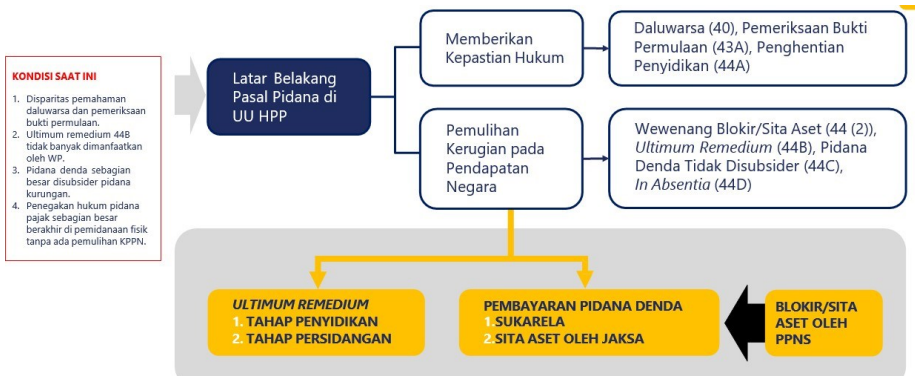 KONDISI SAAT INI
1. Disparitas pemahaman
daluwarsa dan pemeriksaan
bukti permulaan.
2. Ultimum remedium 44B
tidak banyak dimanfaatkan
oleh WP.
3. Pidana denda sebagian
besar disubsider pidana
kurungan.
4. Penegakan hukum pidana
pajak sebagian besar
berakhir di pemidanaan fisik
tanpa ada pemulihan KPPN.
Latar Belakang
Pasal Pidana di
UU HPP
Memberikan
Kepastian Hukum
Daluwarsa (40), Pemeriksaan Bukti
Permulaan (43A), Penghentian
Penyidikan (44A)
Pemulihan
Kerugian pada
Pendapatan
Negara
Wewenang Blokir/Sita Aset (44 (2)),
Ultimum Remedium (44B), Pidana
Denda Tidak Disubsider (44C),
In Absentia (44D)
ULTIMUM REMEDIUM
1. TAHAP PENYIDIKAN
2. TAHAP PERSIDANGAN
PEMBAYARAN PIDANA DENDA
1.SUKARELA
2.SITA ASET OLEH JAKSA
BLOKIR/SITA
ASET OLEH
PPNS